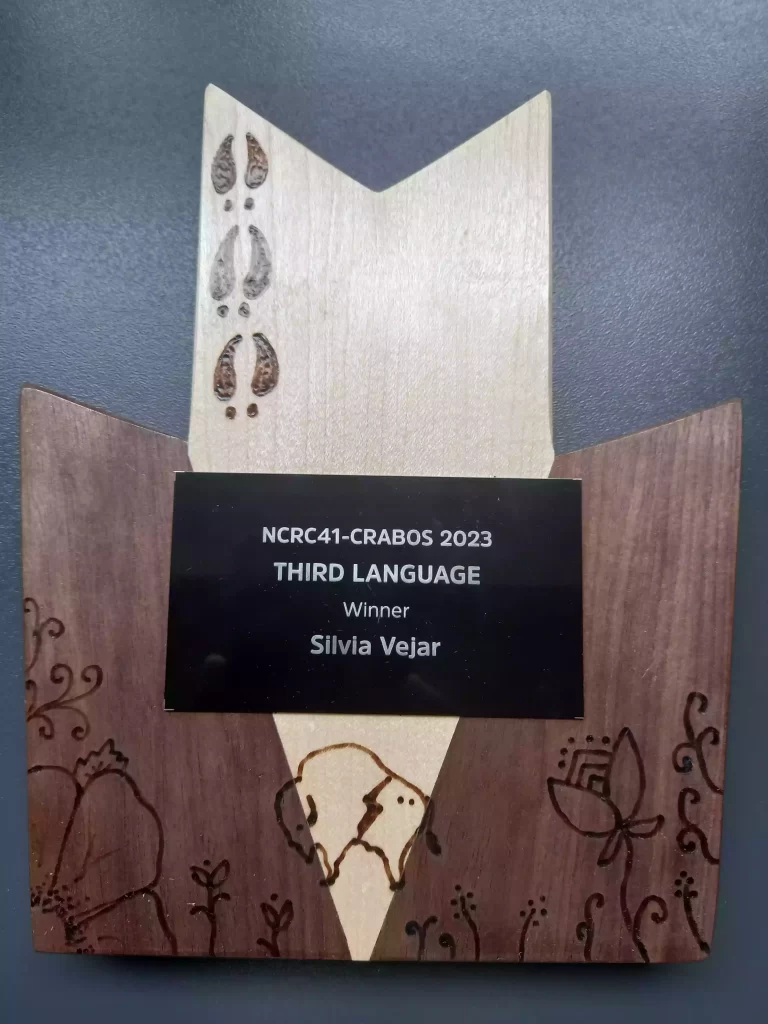 NCRC41-CRABOS 2023
THIRD LANGUAGE
Winner
Silvia Vejar